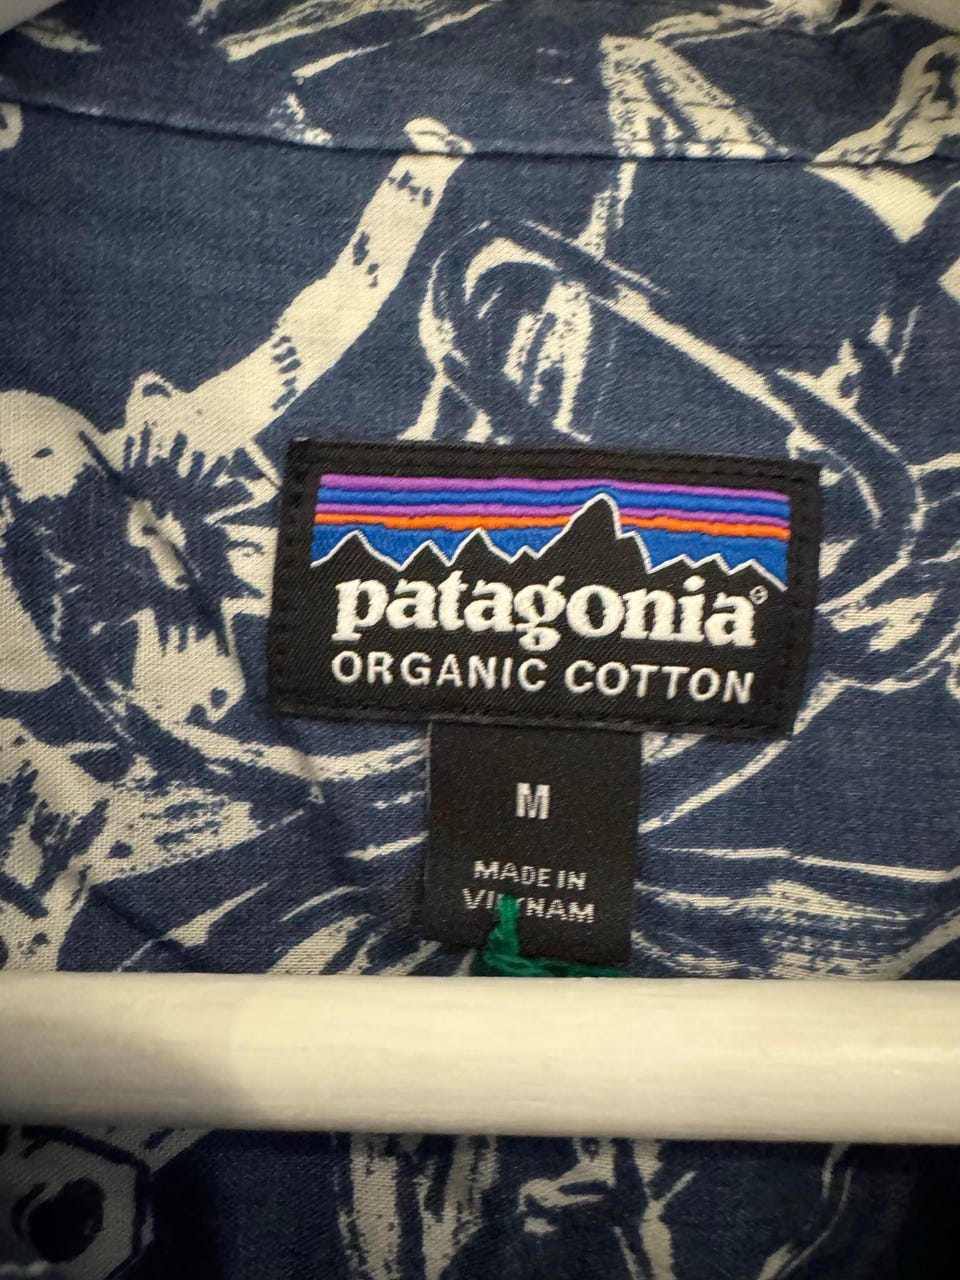 patagonia®
ORGANIC COTTON
M
MADE IN
VIETNAM